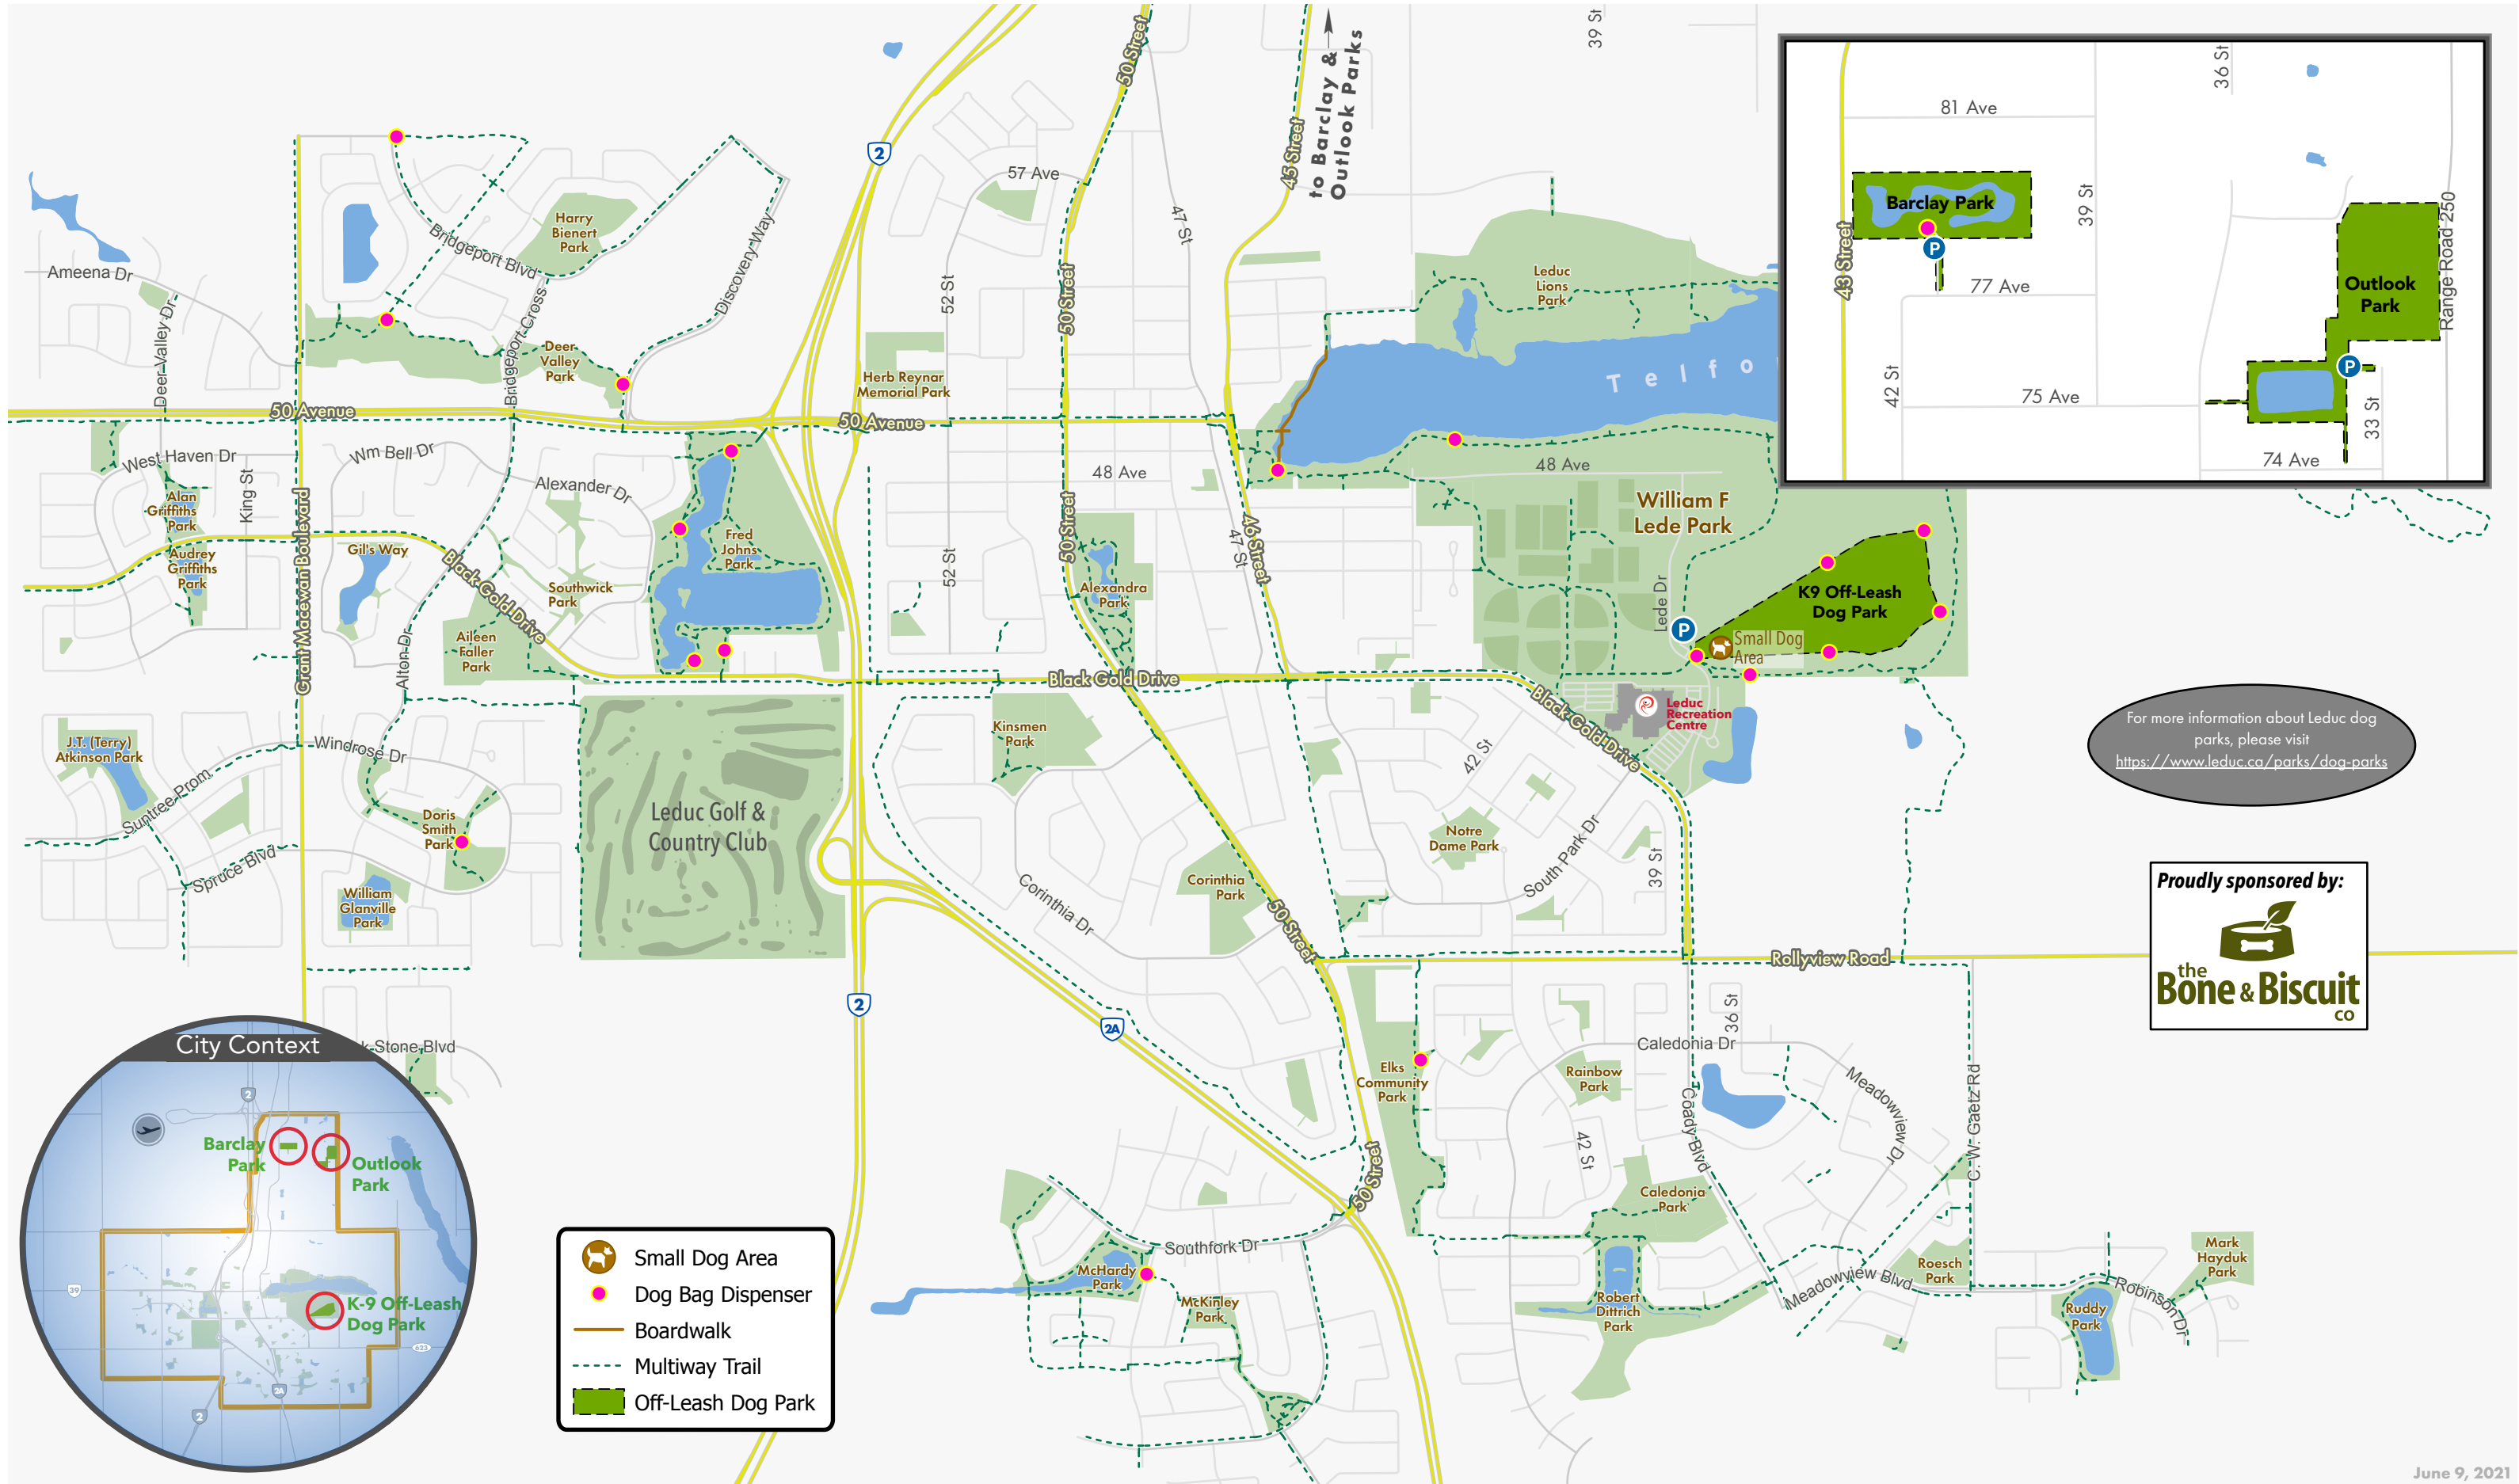 50 Street
45 Street
to Barclay &
Outlook Parks
39 St
2
57 Ave
47 St
Harry
Bienert
Park
Bridgeport Blvd
Discovery Way
Ameena Dr
Deer Valley Dr
Bridgeport Cross
52 St
50 Street
Leduc
Lions
Park
Deer
Valley
Park
Herb Reynar
Memorial Park
Telfo
50 Avenue
50 Avenue
36 St
81 Ave
Barclay Park
P
39 St
43 Street
77 Ave
Range Road 250
Outlook
Park
P
42 St
75 Ave
33 St
74 Ave
West Haven Dr
Wm Bell Dr
King St
Alexander Dr
48 Ave
48 Ave
Alan
Griffiths
Park
Audrey
Griffiths
Park
Grant Macewan Boulevard
Gil's Way
Black Gold Drive
Fred
Johns
Park
Southwick
Park
52 St
50 Street
Alexandra
Park
47 St
46 Street
William F
Lede Park
Lede Dr
K9 Off-Leash
Dog Park
P
Small Dog
Area
Aileen
Faller
Park
Alton Dr
Black Gold Drive
Black Gold Drive
Leduc
Recreation
Centre
J.T. (Terry)
Atkinson Park
Windrose Dr
Suntree Prom
Spruce Blvd
Doris
Smith
Park
William
Glanville
Park
Leduc Golf &
Country Club
Kinsmen
Park
Corinthia Dr
Corinthia
Park
50 Street
42 St
Notre
Dame Park
South Park Dr
39 St
Rollyview Road
For more information about Leduc dog
parks, please visit
https://www.leduc.ca/parks/dog-parks
Proudly sponsored by:
the
Bone & Biscuit
co
2
2A
k-Stone Blvd
Elks
Community
Park
36 St
Caledonia Dr
Rainbow
Park
Coady Blvd
Meadowview Dr
C. W. Gaetz Rd
42 St
50 Street
Caledonia
Park
Southfork Dr
McHardy
Park
McKinley
Park
Robert
Dittrich
Park
Meadowview Blvd
Roesch
Park
Mark
Hayduk
Park
Robinson Dr
Ruddy
Park
City Context
2
Barclay
Park
Outlook
Park
39
K-9 Off-Leash
Dog Park
623
2A
2
Small Dog Area
Dog Bag Dispenser
Boardwalk
Multiway Trail
Off-Leash Dog Park
June 9, 2021